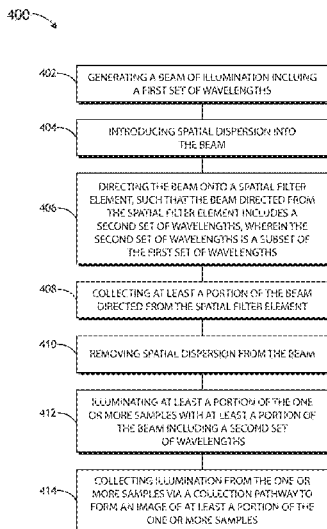 400
402
GENERATING A BEAM OF ILLUMINATION INCLUDING
A FIRST SET OF WAVELENGTHS
404
INTRODUCING SPATIAL DISPERSION INTO
THE BEAM
406
DIRECTING THE BEAM ONTO A SPATIAL FILTER
ELEMENT, SUCH THAT THE BEAM DIRECTED FROM
THE SPATIAL FILTER ELEMENT INCLUDES A
SECOND SET OF WAVELENGTHS, WHEREIN THE
SECOND SET OF WAVELENGTHS IS A SUBSET OF
THE FIRST SET OF WAVELENGTHS
408
COLLECTING AT LEAST A PORTION OF THE BEAM
DIRECTED FROM THE SPATIAL FILTER ELEMENT
410
REMOVING SPATIAL DISPERSION FROM THE BEAM
412
ILLUMINATING AT LEAST A PORTION OF THE ONE
OR MORE SAMPLES WITH AT LEAST A PORTION OF
THE BEAM INCLUDING A SECOND SET
OF WAVELENGTHS
414
COLLECTING ILLUMINATION FROM THE ONE OR
MORE SAMPLES VIA A COLLECTION PATHWAY TO
FORM AN IMAGE OF AT LEAST A PORTION OF THE
ONE OR MORE SAMPLES